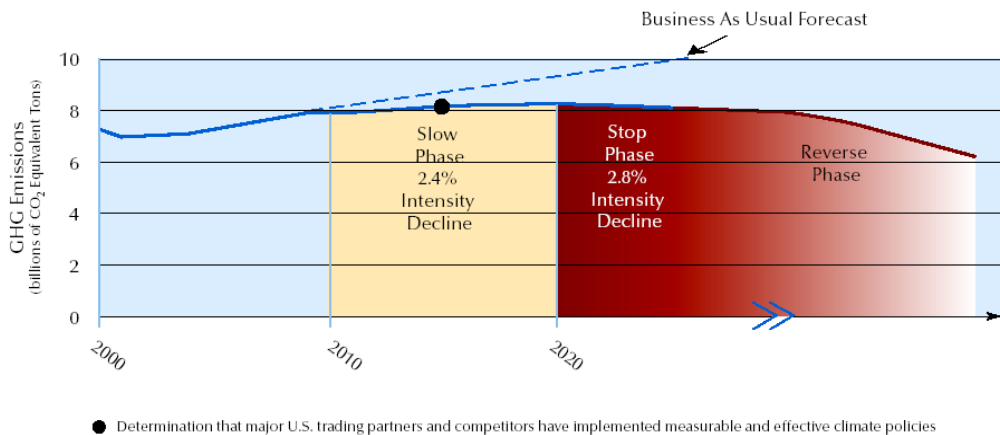 Business As Usual Forecast
GHG Emissions
(billions of CO₂ Equivalent Tons)
10
8
6
4
2
0
Slow
Phase
2.4%
Intensity
Decline
Stop
Phase
2.8%
Intensity
Decline
Reverse
Phase
2000
2010
2020
Determination that major U.S. trading partners and competitors have implemented measurable and effective climate policies